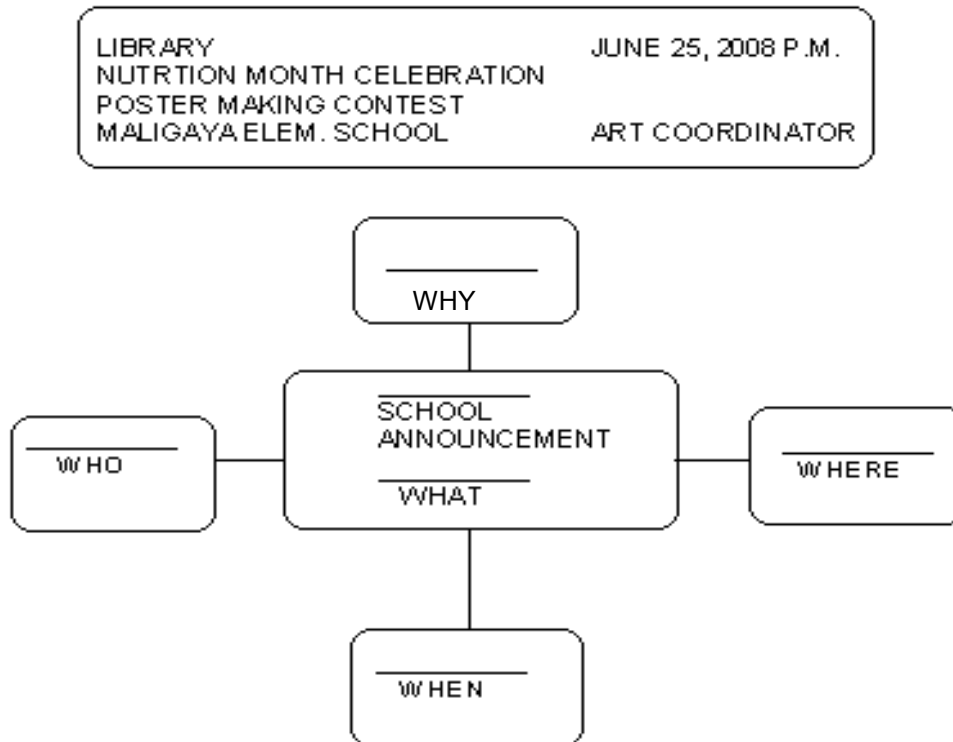 LIBRARY JUNE 25, 2008 P.M.
NUTRTION MONTH CELEBRATION
POSTER MAKING CONTEST
MALIGAYA ELEM. SCHOOL ART COORDINATOR
WHY
SCHOOL
ANNOUNCEMENT
WHO
WHERE
WHAT
WHEN